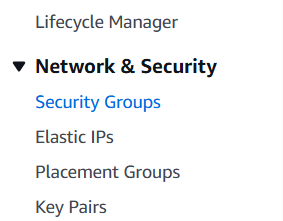 Lifecycle Manager
Network & Security
Security Groups
Elastic IPs
Placement Groups
Key Pairs